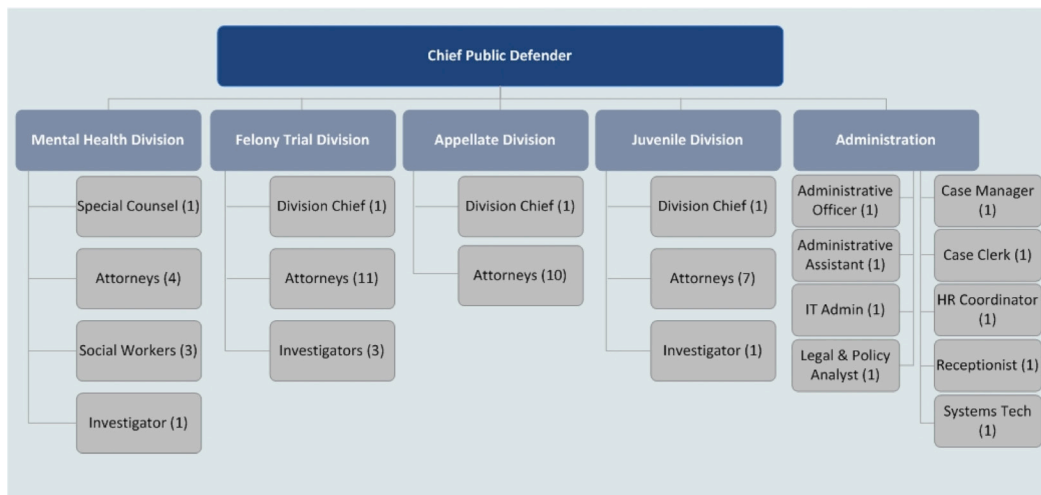 Chief Public Defender
Mental Health Division
Special Counsel (1)
Attorneys (4)
Social Workers (3)
Investigator (1)
Felony Trial Division
Division Chief (1)
Attorneys (11)
Investigators (3)
Appellate Division
Division Chief (1)
Attorneys (10)
Juvenile Division
Division Chief (1)
Attorneys (7)
Investigator (1)
Administration
Administrative
Officer (1)
Administrative
Assistant (1)
IT Admin (1)
Legal & Policy
Analyst (1)
Case Manager
(1)
Case Clerk (1)
HR Coordinator
(1)
Receptionist (1)
Systems Tech
(1)